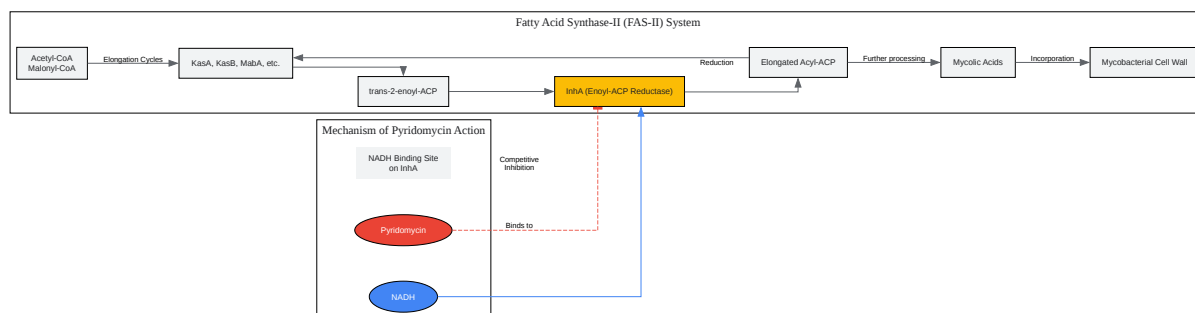 Fatty Acid Synthase-II (FAS-II) System
Acetyl-CoA
Malonyl-CoA
Elongation Cycles
KasA, KasB, MabA, etc.
Reduction
Elongated Acyl-ACP
Further processing
Mycolic Acids
Incorporation
Mycobacterial Cell Wall
trans-2-enoyl-ACP
InhA (Enoyl-ACP Reductase)
Mechanism of Pyridomycin Action
NADH Binding Site
on InhA
Competitive
Inhibition
Pyridomycin
Binds to
NADH